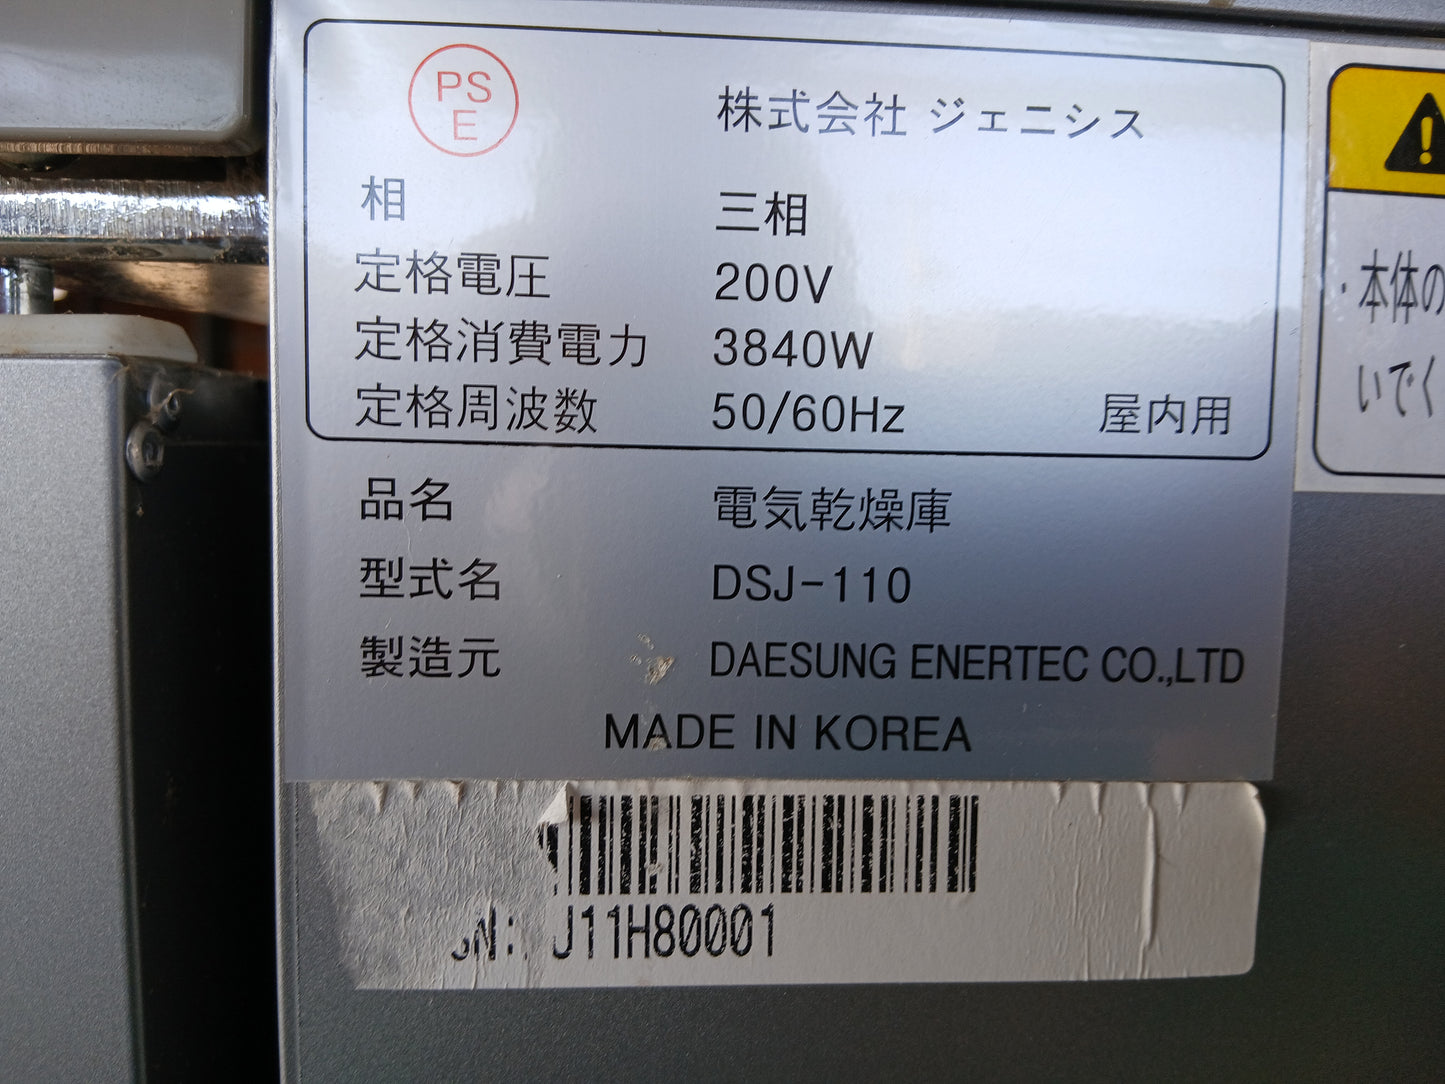 PS
E
株式会社 ジェニシス
相 三相
定格電圧 200V
定格消費電力 3840W
定格周波数 50/60Hz 屋内用
品名 電気乾燥庫
型式名 DSJ-110
製造元 DAESUNG ENERTEC CO.,LTD
MADE IN KOREA
SN: J11H80001
・本体の
いでく